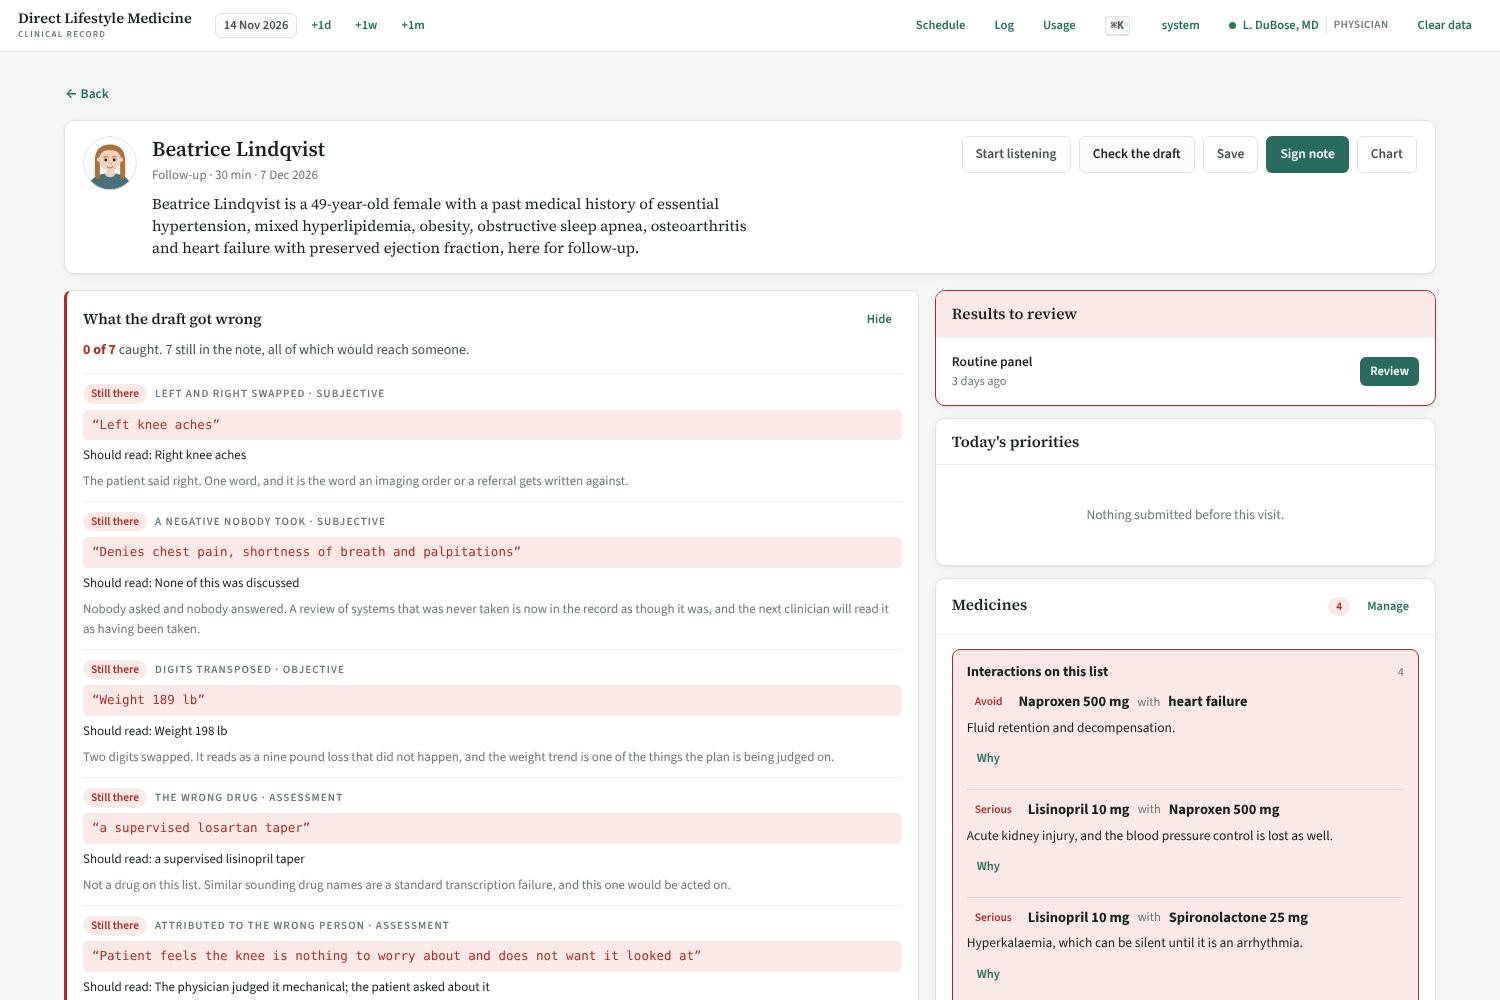 Direct Lifestyle Medicine
CLINICAL RECORD
14 Nov 2026 +1d +1w +1m
Schedule Log Usage ⌘K system L. DuBose, MD PHYSICIAN Clear data
← Back
Beatrice Lindqvist
Follow-up · 30 min · 7 Dec 2026
Beatrice Lindqvist is a 49-year-old female with a past medical history of essential
hypertension, mixed hyperlipidemia, obesity, obstructive sleep apnea, osteoarthritis
and heart failure with preserved ejection fraction, here for follow-up.
Start listening Check the draft Save Sign note Chart
What the draft got wrong
Hide
0 of 7 caught. 7 still in the note, all of which would reach someone.
Still there LEFT AND RIGHT SWAPPED · SUBJECTIVE
“Left knee aches”
Should read: Right knee aches
The patient said right. One word, and it is the word an imaging order or a referral gets written against.
Still there A NEGATIVE NOBODY TOOK · SUBJECTIVE
“Denies chest pain, shortness of breath and palpitations”
Should read: None of this was discussed
Nobody asked and nobody answered. A review of systems that was never taken is now in the record as though it was, and the next clinician will read it
as having been taken.
Still there DIGITS TRANSPOSED · OBJECTIVE
“Weight 189 lb”
Should read: Weight 198 lb
Two digits swapped. It reads as a nine pound loss that did not happen, and the weight trend is one of the things the plan is being judged on.
Still there THE WRONG DRUG · ASSESSMENT
“a supervised losartan taper”
Should read: a supervised lisinopril taper
Not a drug on this list. Similar sounding drug names are a standard transcription failure, and this one would be acted on.
Still there ATTRIBUTED TO THE WRONG PERSON · ASSESSMENT
“Patient feels the knee is nothing to worry about and does not want it looked at”
Should read: The physician judged it mechanical; the patient asked about it
Results to review
Routine panel
3 days ago
Review
Today's priorities
Nothing submitted before this visit.
Medicines
4 Manage
Interactions on this list 4
Avoid Naproxen 500 mg with heart failure
Fluid retention and decompensation.
Why
Serious Lisinopril 10 mg with Naproxen 500 mg
Acute kidney injury, and the blood pressure control is lost as well.
Why
Serious Lisinopril 10 mg with Spironolactone 25 mg
Hyperkalaemia, which can be silent until it is an arrhythmia.
Why